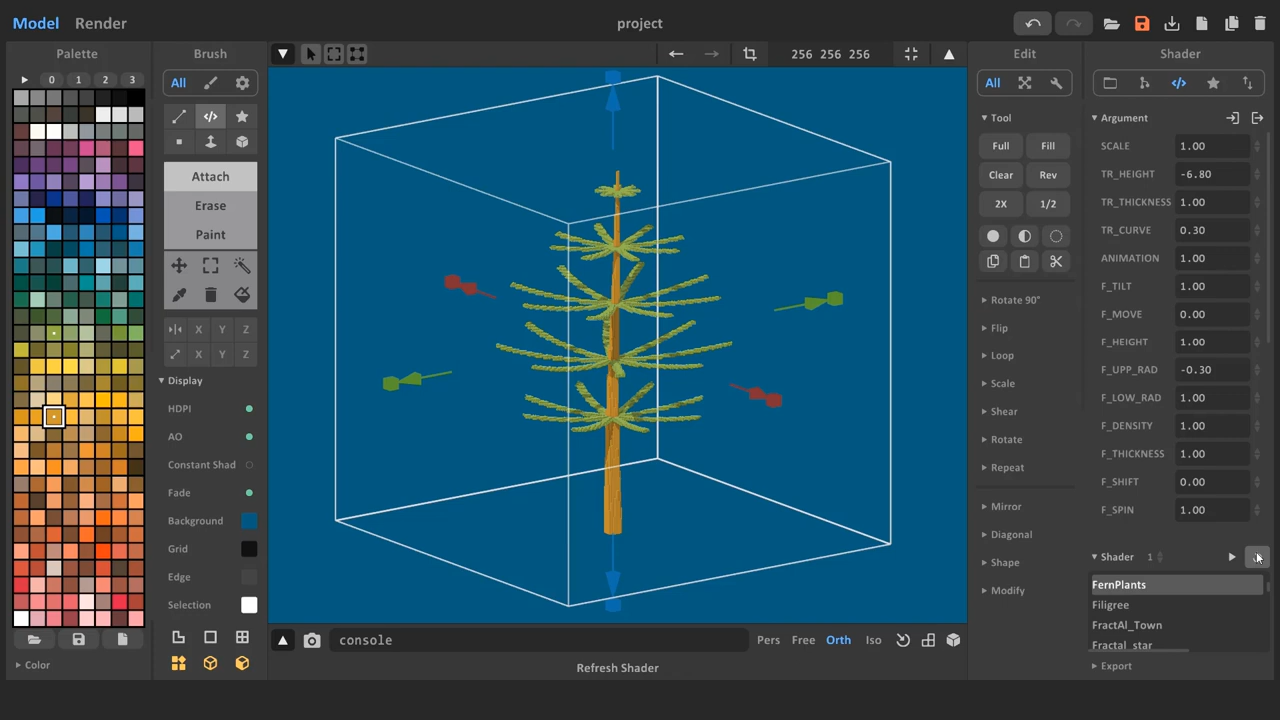 Model Render
project
Palette
0 1 2 3
Color
Brush
All
Attach
Erase
Paint
X Y Z
X Y Z
Display
HDPI
AO
Constant Shad
Fade
Background
Grid
Edge
Selection
256 256 256
console
Pers Free Orth Iso
Refresh Shader
Edit
All
Tool
Full Fill
Clear Rev
2X 1/2
Rotate 90°
Flip
Loop
Scale
Shear
Rotate
Repeat
Mirror
Diagonal
Shape
Modify
Shader
Argument
SCALE 1.00
TR_HEIGHT -6.80
TR_THICKNESS 1.00
TR_CURVE 0.30
ANIMATION 1.00
F_TILT 1.00
F_MOVE 0.00
F_HEIGHT 1.00
F_UPP_RAD -0.30
F_LOW_RAD 1.00
F_DENSITY 1.00
F_THICKNESS 1.00
F_SHIFT 0.00
F_SPIN 1.00
Shader 1
FernPlants
Filigree
FractAl_Town
Fractal_star
Export